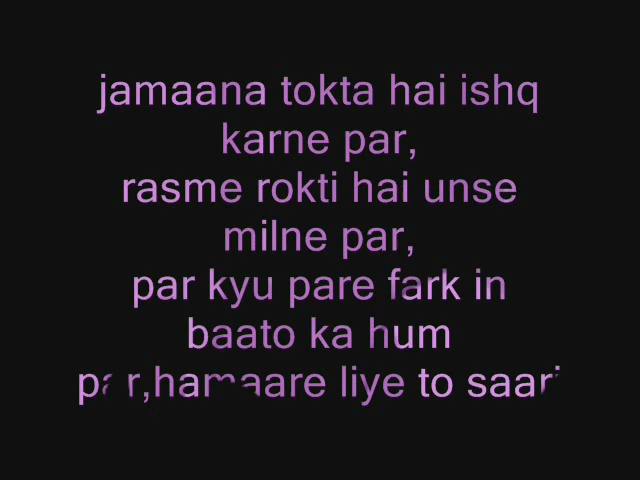 jamaana tokta hai ishq
karne par,
rasme rokti hai unse
milne par,
par kyu pare fark in
baato ka hum
par,hamaare liye to saari